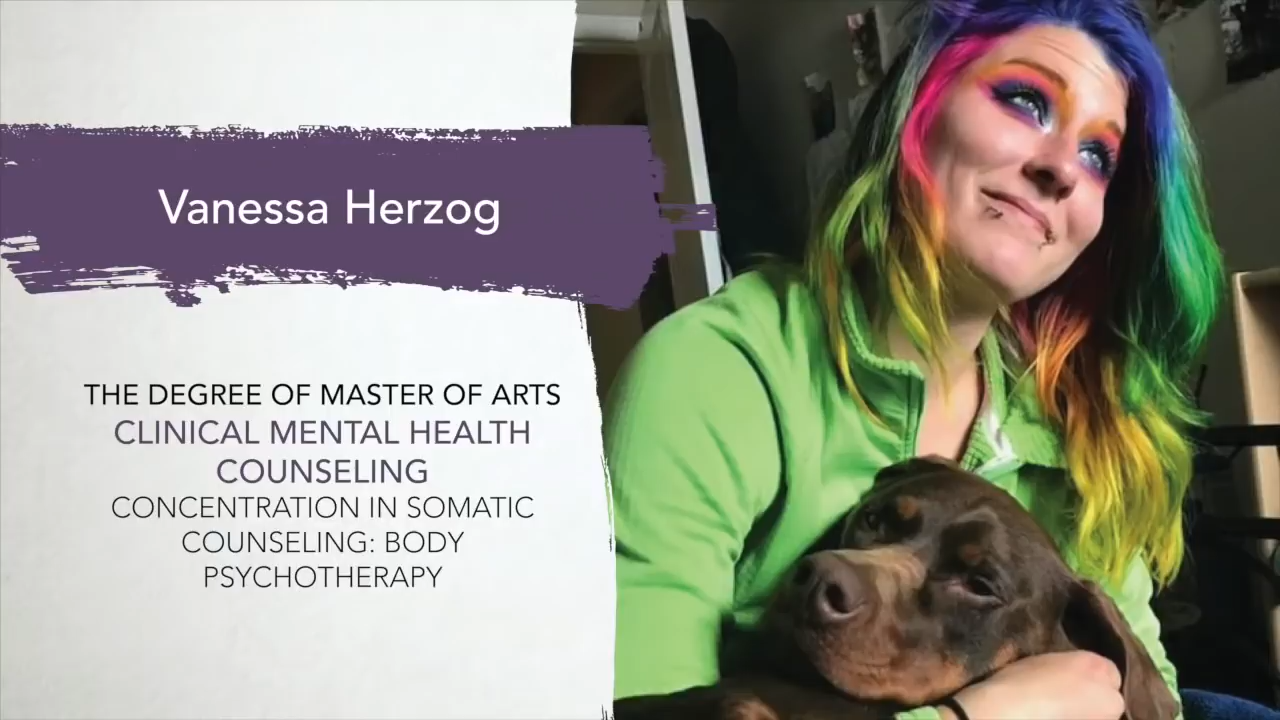 Vanessa Herzog
THE DEGREE OF MASTER OF ARTS
CLINICAL MENTAL HEALTH
COUNSELING
CONCENTRATION IN SOMATIC
COUNSELING: BODY
PSYCHOTHERAPY